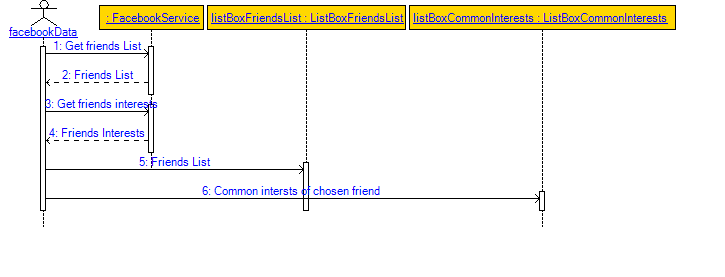 facebookData
: FacebookService
listBoxFriendsList : ListBoxFriendsList
listBoxCommonInterests : ListBoxCommonInterests
1: Get friends List
2: Friends List
3: Get friends interests
4: Friends Interests
5: Friends List
6: Common intersts of chosen friend